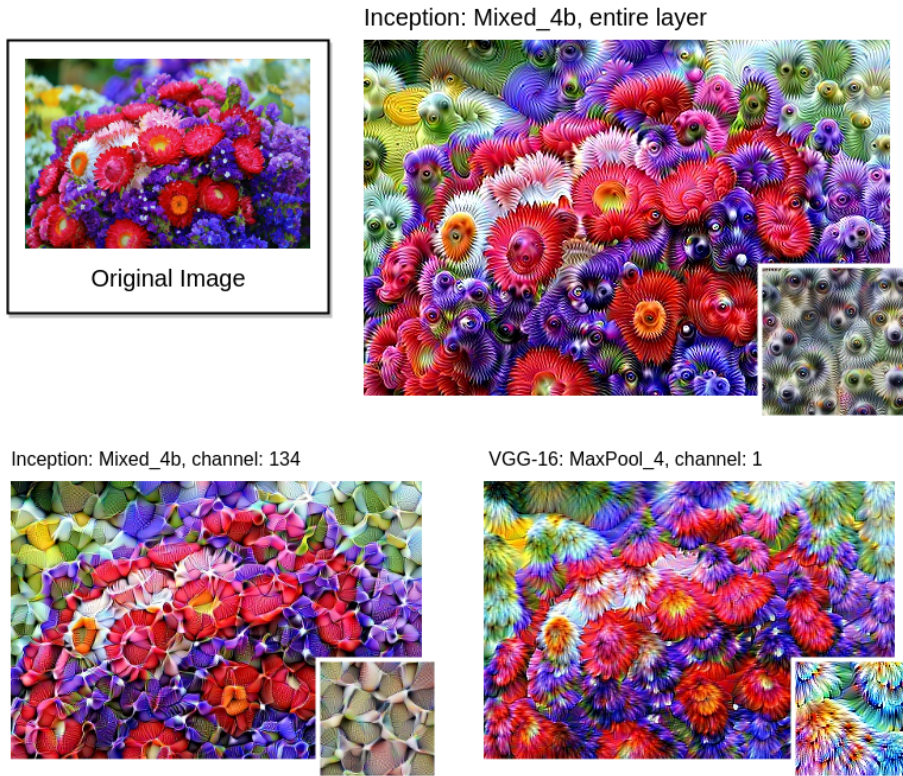 Inception: Mixed_4b, entire layer
Original Image
Inception: Mixed_4b, channel: 134
VGG-16: MaxPool_4, channel: 1